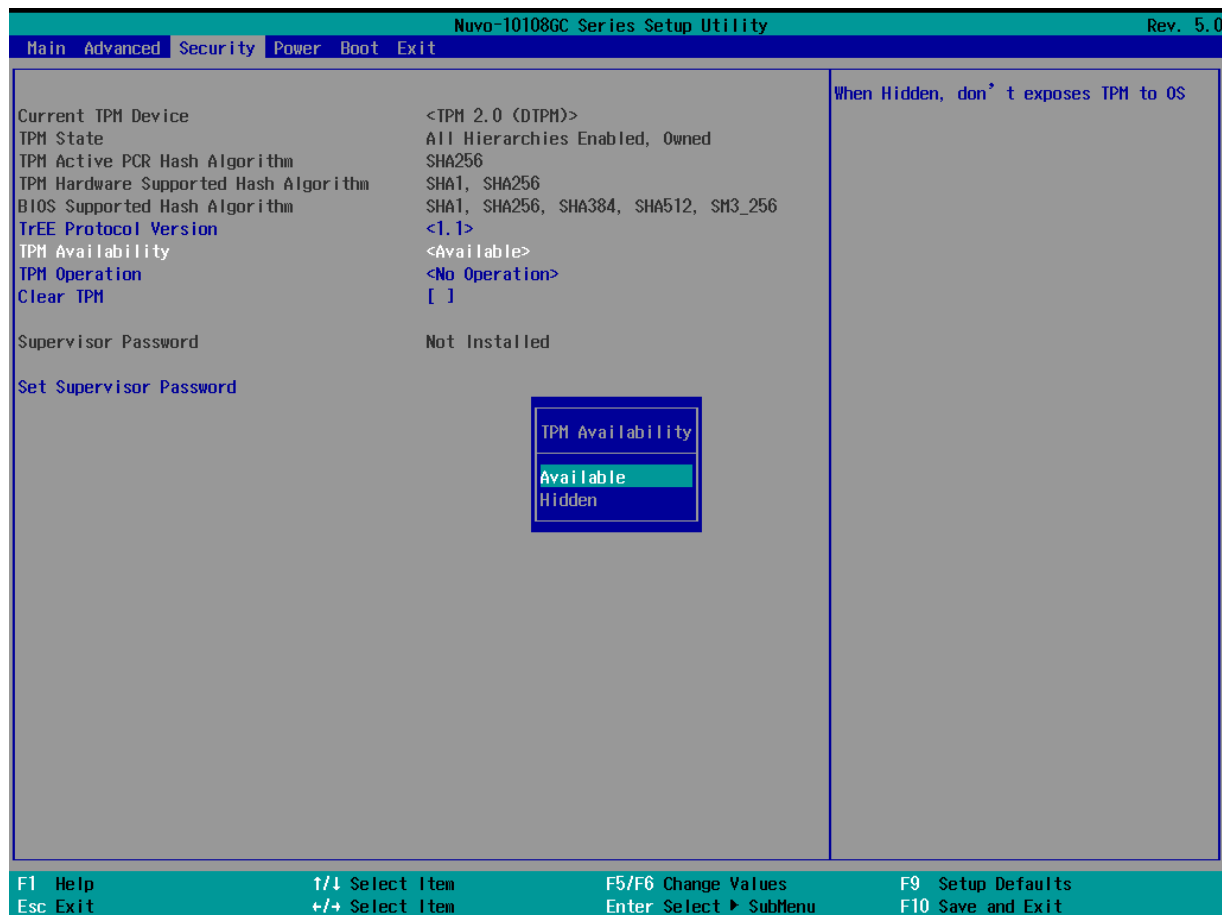 Nuvo-10108GC Series Setup Utility Rev. 5.0
Main Advanced Security Power Boot Exit
When Hidden, don’t exposes TPM to OS
Current TPM Device <TPM 2.0 (DTPM)>
TPM State All Hierarchies Enabled, Owned
TPM Active PCR Hash Algorithm SHA256
TPM Hardware Supported Hash Algorithm SHA1, SHA256
BIOS Supported Hash Algorithm SHA1, SHA256, SHA384, SHA512, SM3_256
TrEE Protocol Version <1.1>
TPM Availability <Available>
TPM Operation <No Operation>
Clear TPM [ ]
Supervisor Password Not Installed
Set Supervisor Password
TPM Availability
Available
Hidden
F1 Help ↑/↓ Select Item F5/F6 Change Values F9 Setup Defaults
Esc Exit ←/→ Select Item Enter Select ▶ SubMenu F10 Save and Exit